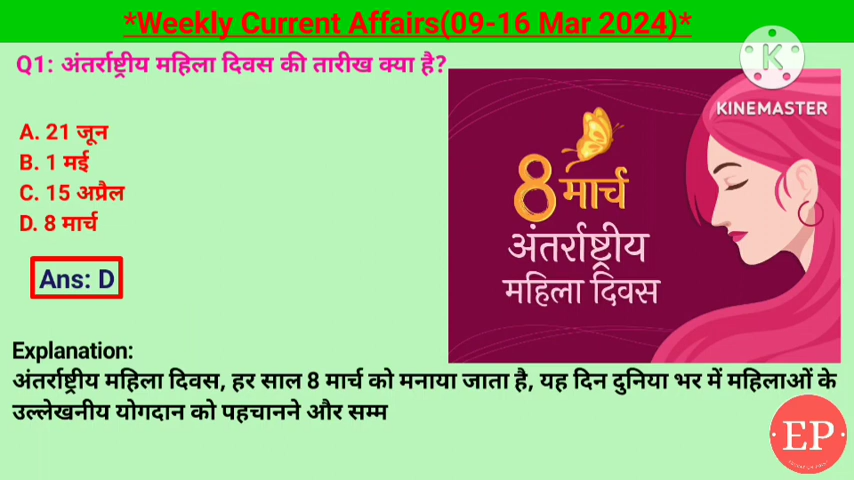 *Weekly Current Affairs(09-16 Mar 2024)*
Q1: अंतर्राष्ट्रीय महिला दिवस की तारीख क्या है?
K
KINEMASTER
A. 21 जून
B. 1 मई
C. 15 अप्रैल
D. 8 मार्च
Ans: D
8 मार्च
अंतर्राष्ट्रीय
महिला दिवस
Explanation:
अंतर्राष्ट्रीय महिला दिवस, हर साल 8 मार्च को मनाया जाता है, यह दिन दुनिया भर में महिलाओं के
उल्लेखनीय योगदान को पहचानने और सम्म
EP